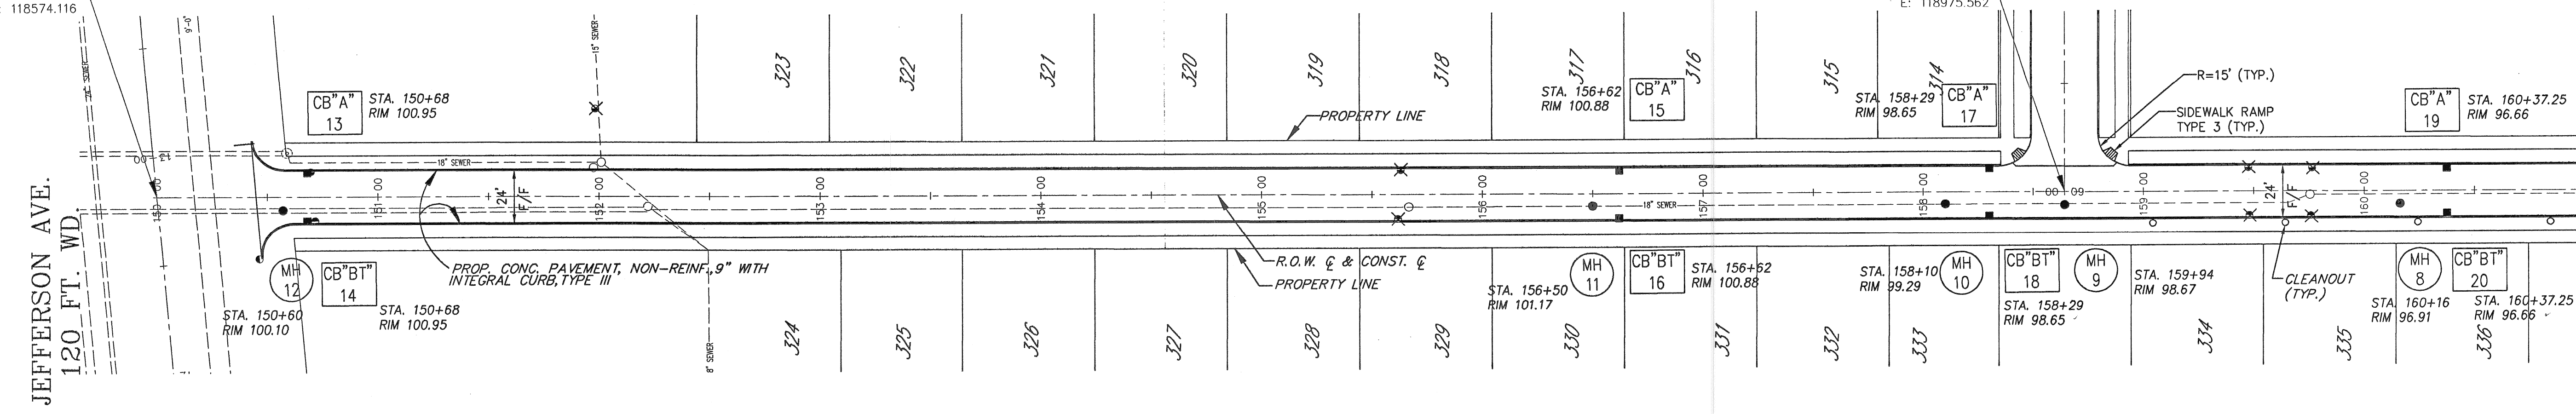 118574.116
E: 118975.562
9'-0"
24" SEWER
15" SEWER
323
322
321
320
319
318
317
316
315
314
R=15' (TYP.)
SIDEWALK RAMP
TYPE 3 (TYP.)
CB"A"
13
STA. 150+68
RIM 100.95
PROPERTY LINE
STA. 156+62
RIM 100.88
CB"A"
15
STA. 158+29
RIM 98.65
CB"A"
17
CB"A"
19
STA. 160+37.25
RIM 96.66
18" SEWER
24'
F/F
150+00
151+00
152+00
153+00
154+00
155+00
156+00
157+00
158+00
159+00
160+00
18" SEWER
24'
F/F
JEFFERSON AVE.
120 FT. WD.
MH
12
STA. 150+60
RIM 100.10
CB"BT"
14
STA. 150+68
RIM 100.95
PROP. CONC. PAVEMENT, NON-REINF., 9" WITH
INTEGRAL CURB, TYPE III
8" SEWER
R.O.W. ℄ & CONST. ℄
PROPERTY LINE
STA. 156+50
RIM 101.17
MH
11
CB"BT"
16
STA. 156+62
RIM 100.88
STA. 158+10
RIM 99.29
MH
10
CB"BT"
18
STA. 158+29
RIM 98.65
MH
9
STA. 159+94
RIM 98.67
CLEANOUT
(TYP.)
MH
8
STA. 160+16
RIM 96.91
CB"BT"
20
STA. 160+37.25
RIM 96.66
324
325
326
327
328
329
330
331
332
333
334
335
336